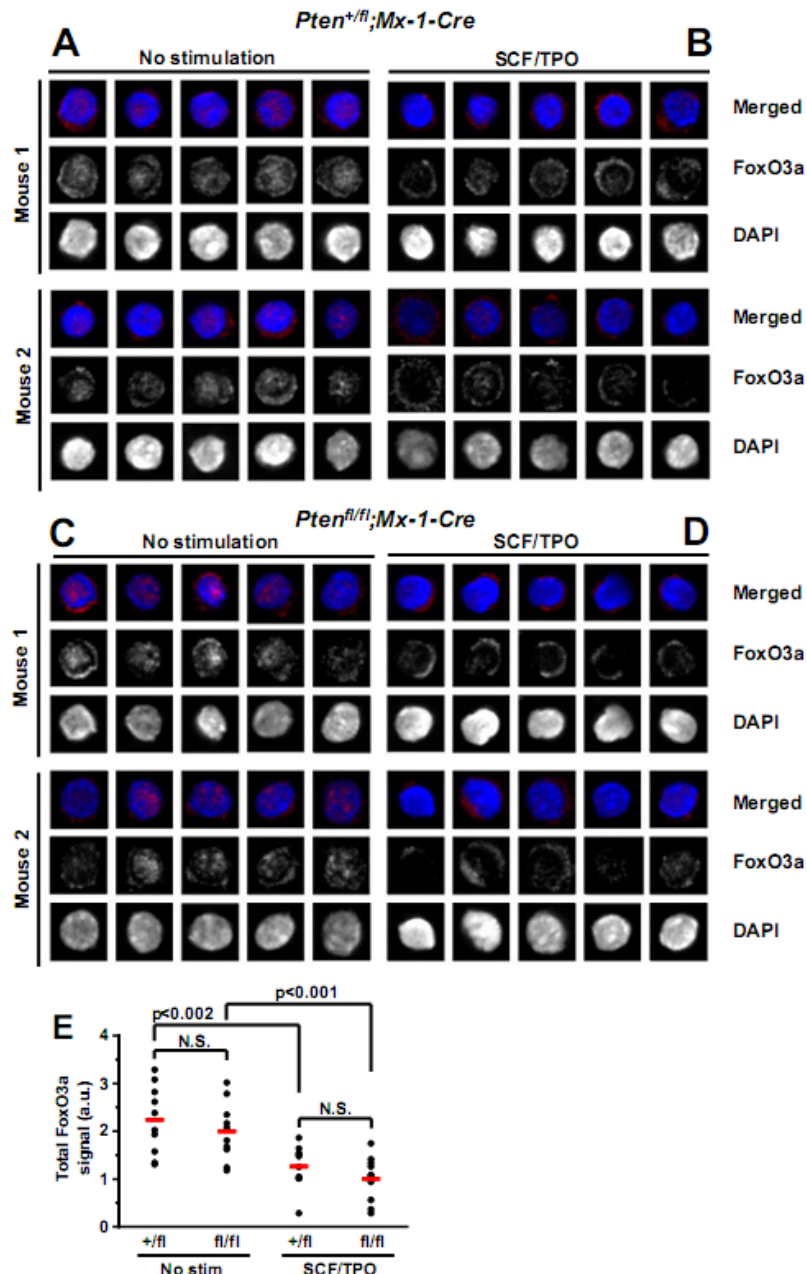 Pten+/fl;Mx-1-Cre
A
B
No stimulation
SCF/TPO
Mouse 1
Merged
FoxO3a
DAPI
Mouse 2
Merged
FoxO3a
DAPI
Ptenfl/fl;Mx-1-Cre
C
D
No stimulation
SCF/TPO
Mouse 1
Merged
FoxO3a
DAPI
Mouse 2
Merged
FoxO3a
DAPI
E
p<0.001
p<0.002
N.S.
N.S.
Total FoxO3a
signal (a.u.)
4
3
2
1
0
+/fl fl/fl +/fl fl/fl
No stim SCF/TPO